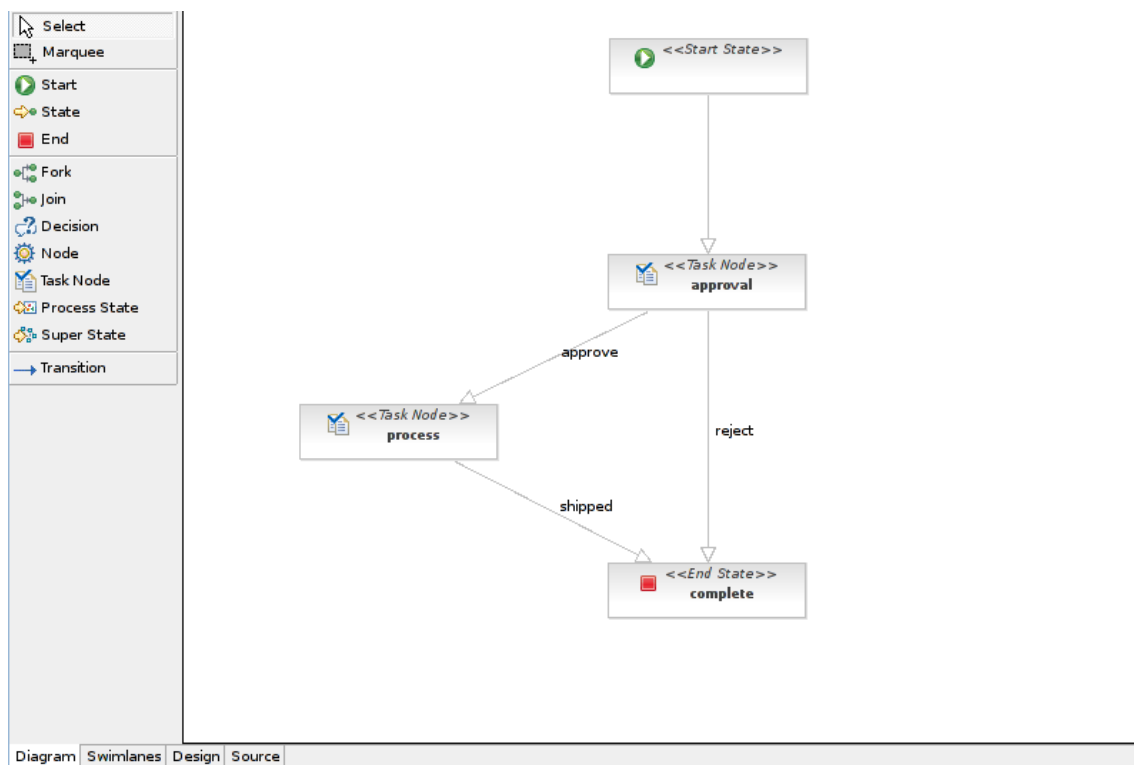 Select
Marquee
Start
State
End
Fork
Join
Decision
Node
Task Node
Process State
Super State
Transition
<<Start State>>
<<Task Node>>
approval
approve
<<Task Node>>
process
reject
shipped
<<End State>>
complete
Diagram Swimlanes Design Source